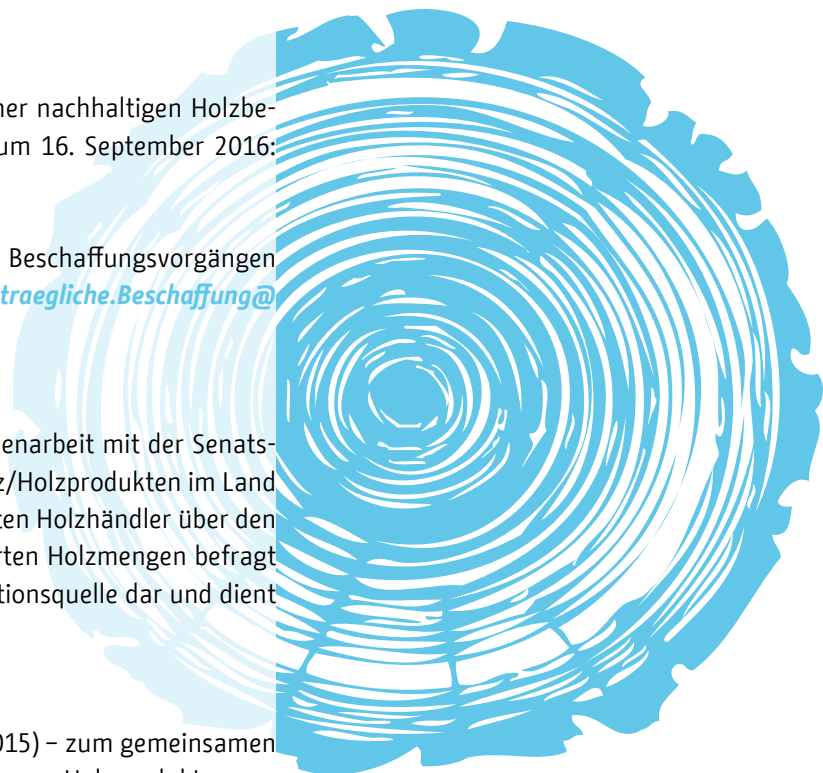 ner nachhaltigen Holzbe-
um 16. September 2016:
Beschaffungsvorgängen
traegliche.Beschaffung@
enarbeit mit der Senats-
z/Holzprodukten im Land
ten Holzhändler über den
rten Holzmengen befragt
tionsquelle dar und dient
015) – zum gemeinsamen